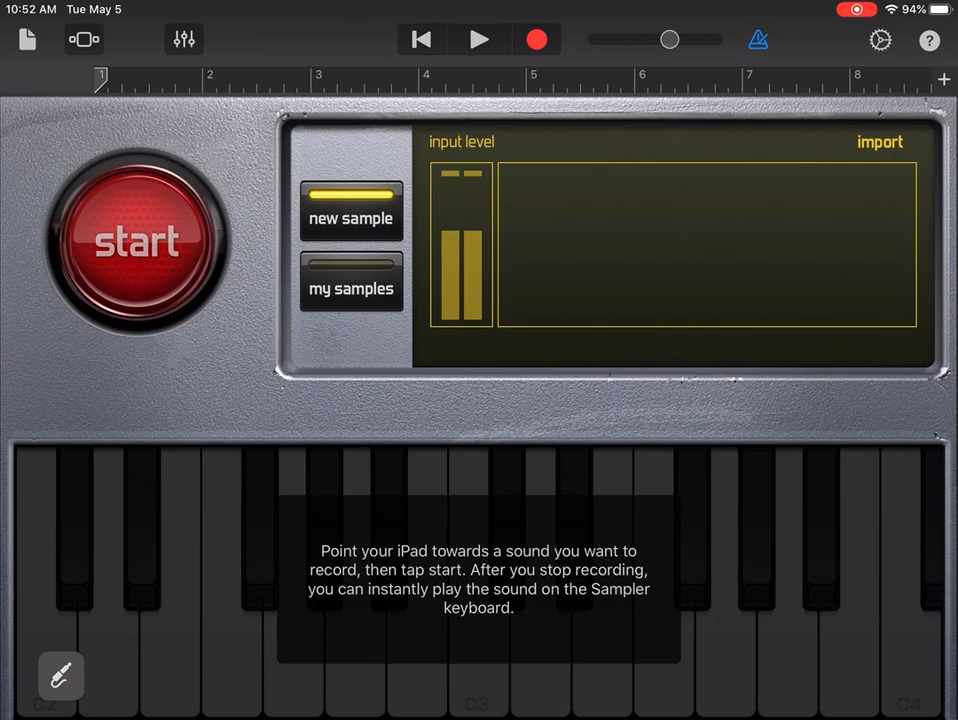 10:52 AM Tue May 5
94%
?
1 2 3 4 5 6 7 8 +
input level
import
start
new sample
my samples
Point your iPad towards a sound you want to
record, then tap start. After you stop recording,
you can instantly play the sound on the Sampler
keyboard.
C2 C3 C4